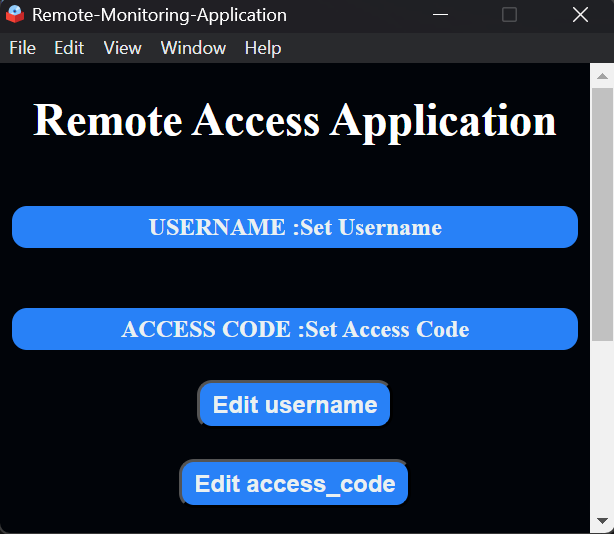 Remote-Monitoring-Application
File Edit View Window Help
Remote Access Application
USERNAME :Set Username
ACCESS CODE :Set Access Code
Edit username
Edit access_code